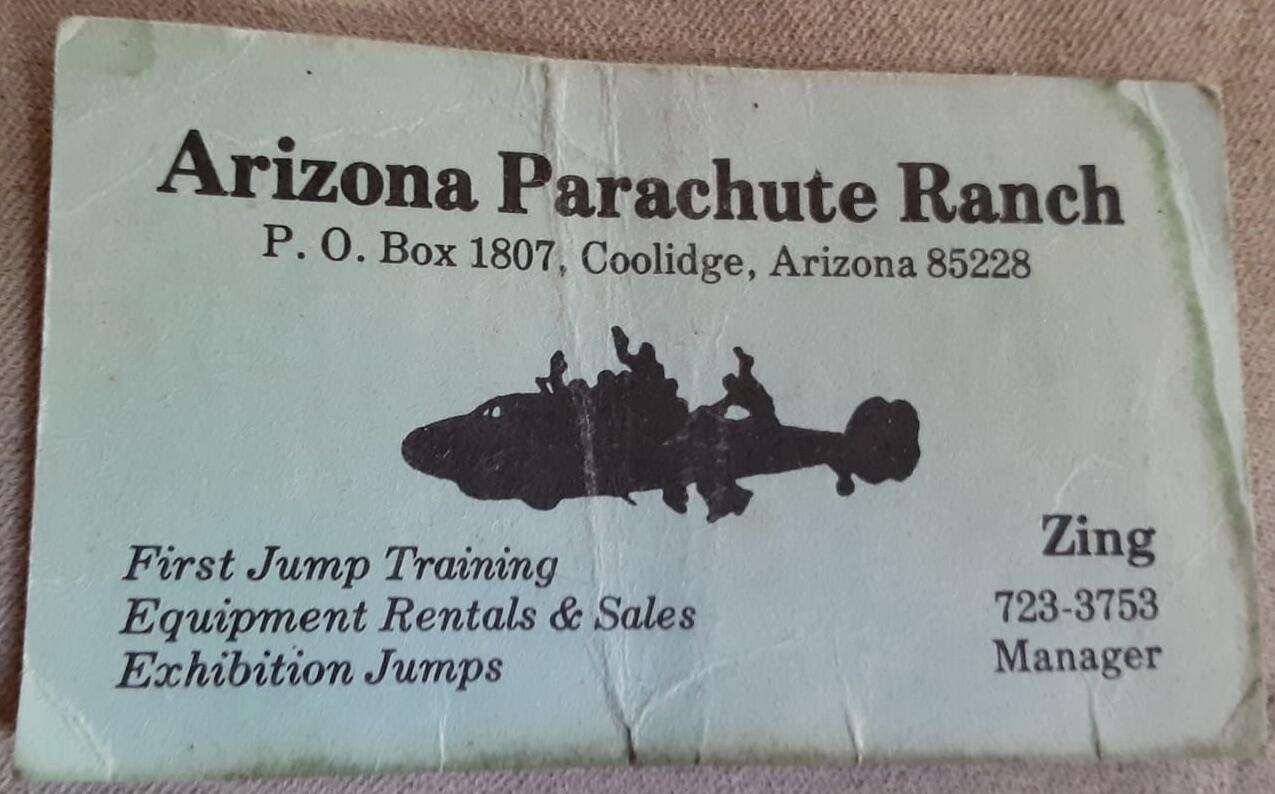 Arizona Parachute Ranch
P. O. Box 1807, Coolidge, Arizona 85228
First Jump Training
Equipment Rentals & Sales
Exhibition Jumps
Zing
723-3753
Manager